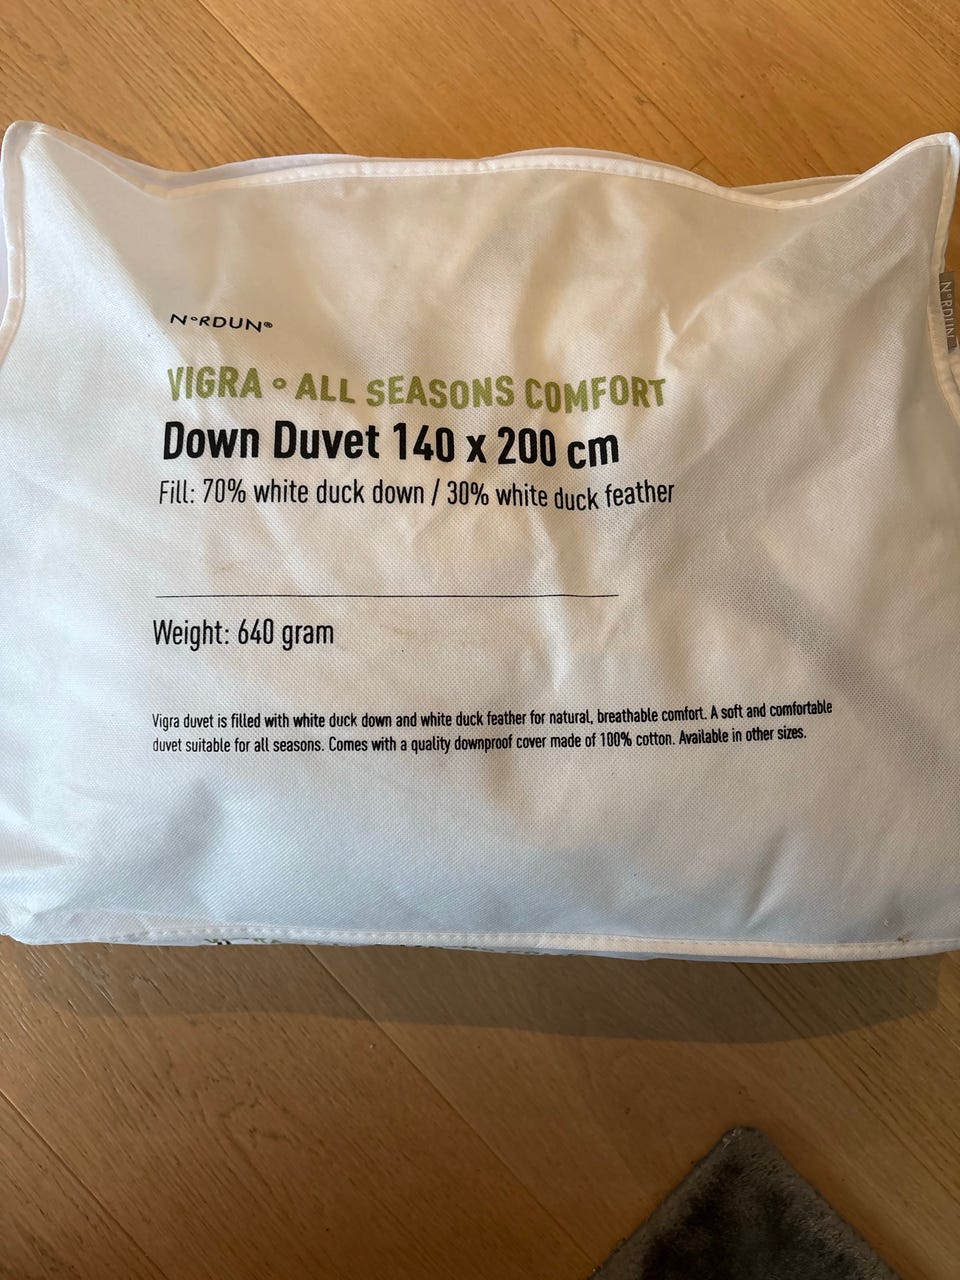 N°RDUN®
N°RDUN
VIGRA ° ALL SEASONS COMFORT
Down Duvet 140 x 200 cm
Fill: 70% white duck down / 30% white duck feather
Weight: 640 gram
Vigra duvet is filled with white duck down and white duck feather for natural, breathable comfort. A soft and comfortable
duvet suitable for all seasons. Comes with a quality downproof cover made of 100% cotton. Available in other sizes.